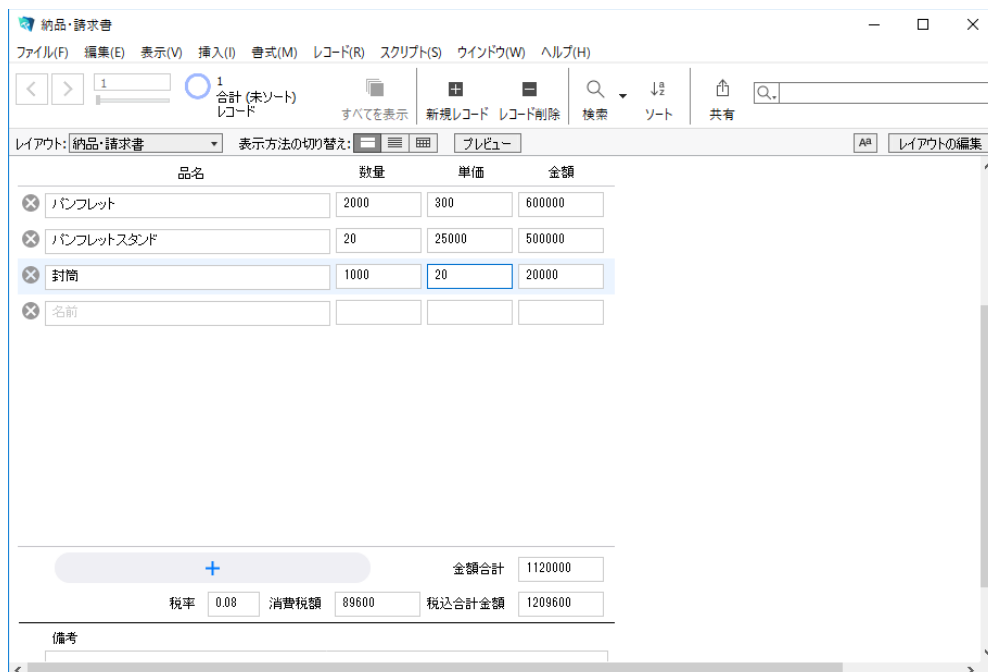 納品・請求書
ファイル(F) 編集(E) 表示(V) 挿入(I) 書式(M) レコード(R) スクリプト(S) ウインドウ(W) ヘルプ(H)
1 1
合計 (未ソート)
レコード
すべてを表示 新規レコード レコード削除 検索 ソート 共有
レイアウト: 納品・請求書 表示方法の切り替え: プレビュー Aa レイアウトの編集
品名 数量 単価 金額
パンフレット 2000 300 600000
パンフレットスタンド 20 25000 500000
封筒 1000 20 20000
名前
+ 金額合計 1120000
税率 0.08 消費税額 89600 税込合計金額 1209600
備考